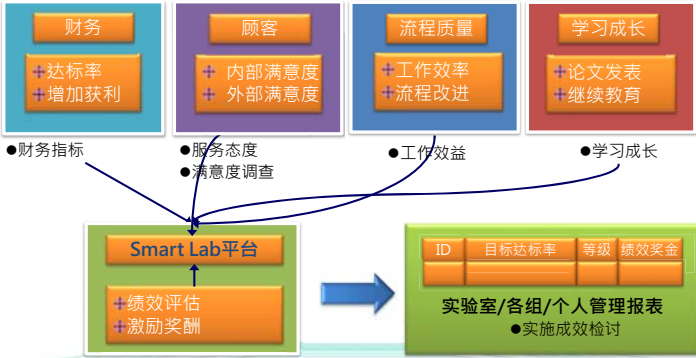 财务
达标率
增加获利
●财务指标
顾客
内部满意度
外部满意度
●服务态度
●满意度调查
流程质量
工作效率
流程改进
●工作效益
学习成长
论文发表
继续教育
●学习成长
Smart Lab平台
绩效评估
激励奖酬
ID 目标达标率 等级 绩效奖金
实验室/各组/个人管理报表
●实施成效检讨